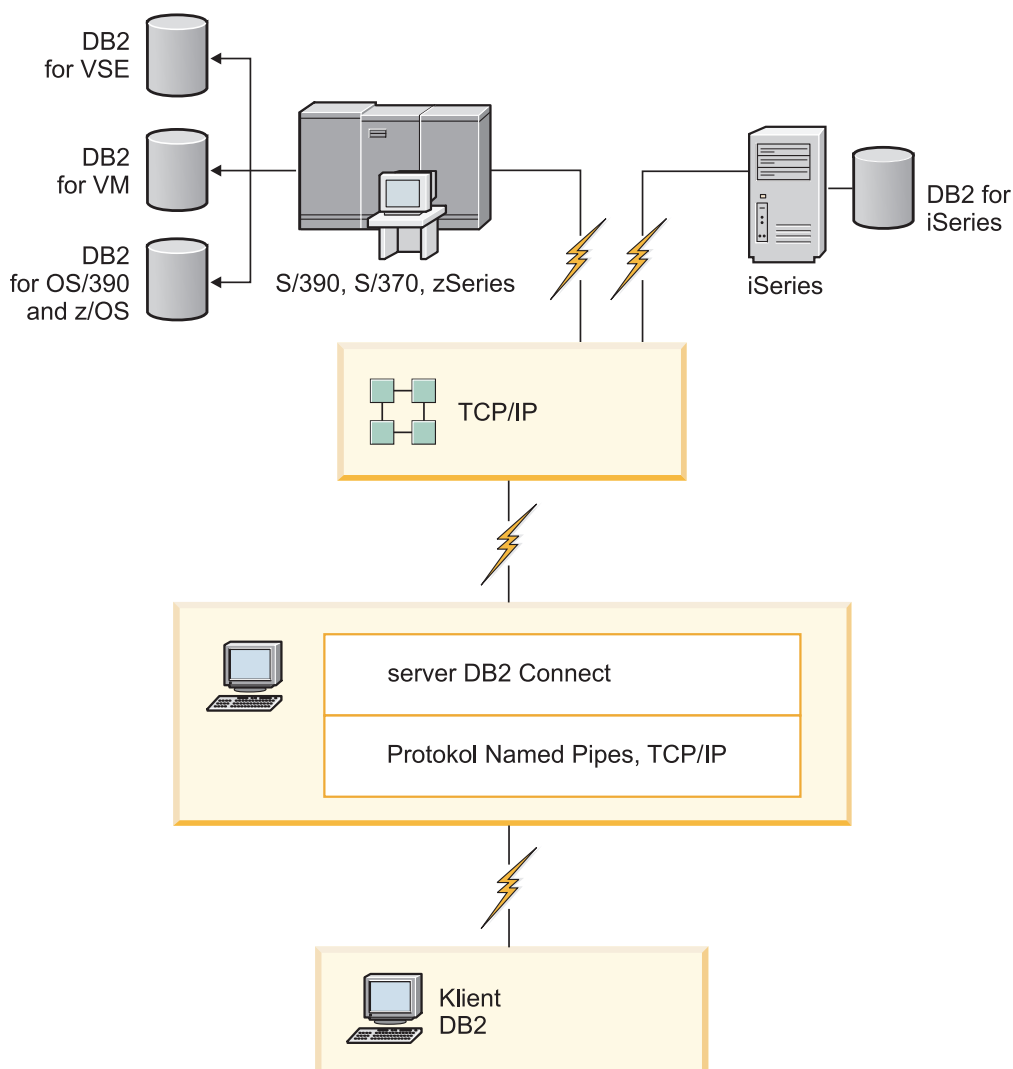 DB2
for VSE
DB2
for VM
DB2
for OS/390
and z/OS
S/390, S/370, zSeries
iSeries
DB2 for
iSeries
TCP/IP
server DB2 Connect
Protokol Named Pipes, TCP/IP
Klient
DB2